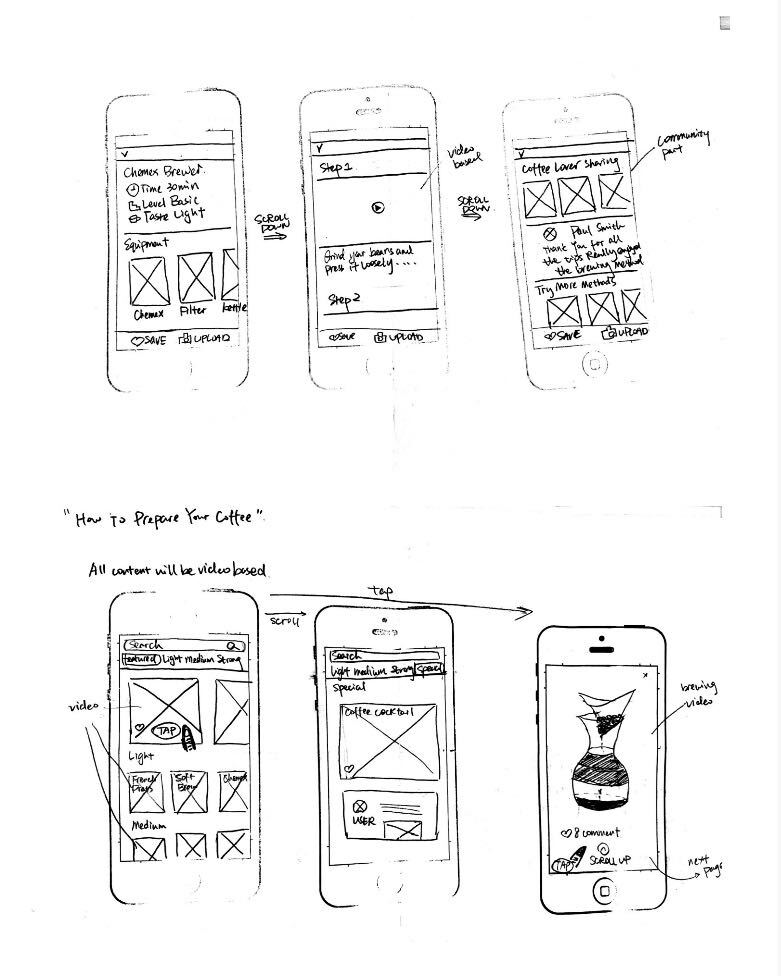 Chemex Brewer
Time 30min
Level Basic
Taste Light
Equipment
Chemex
Filter
Kettle
SAVE
UPLOAD
SCROLL DOWN
Step 1
Grind your beans and
press it loosely....
Step 2
SAVE
UPLOAD
video
based
SCROLL
DOWN
Coffee Lover Sharing
Paul Smith
Thank you for all
the tips Really enjoyed
the brewing method
Try More Methods
SAVE
UPLOAD
community
part
"How To Prepare Your Coffee".
All content will be video based
tap
scroll
Search
Featured Light Medium Strong
video
TAP
Light
French
Press
Soft
Brew
Chemex
Medium
Search
Light Medium Strong Special
Special
Coffee cocktail
USER
brewing
video
8 comment
TAP
SCROLL UP
next
page